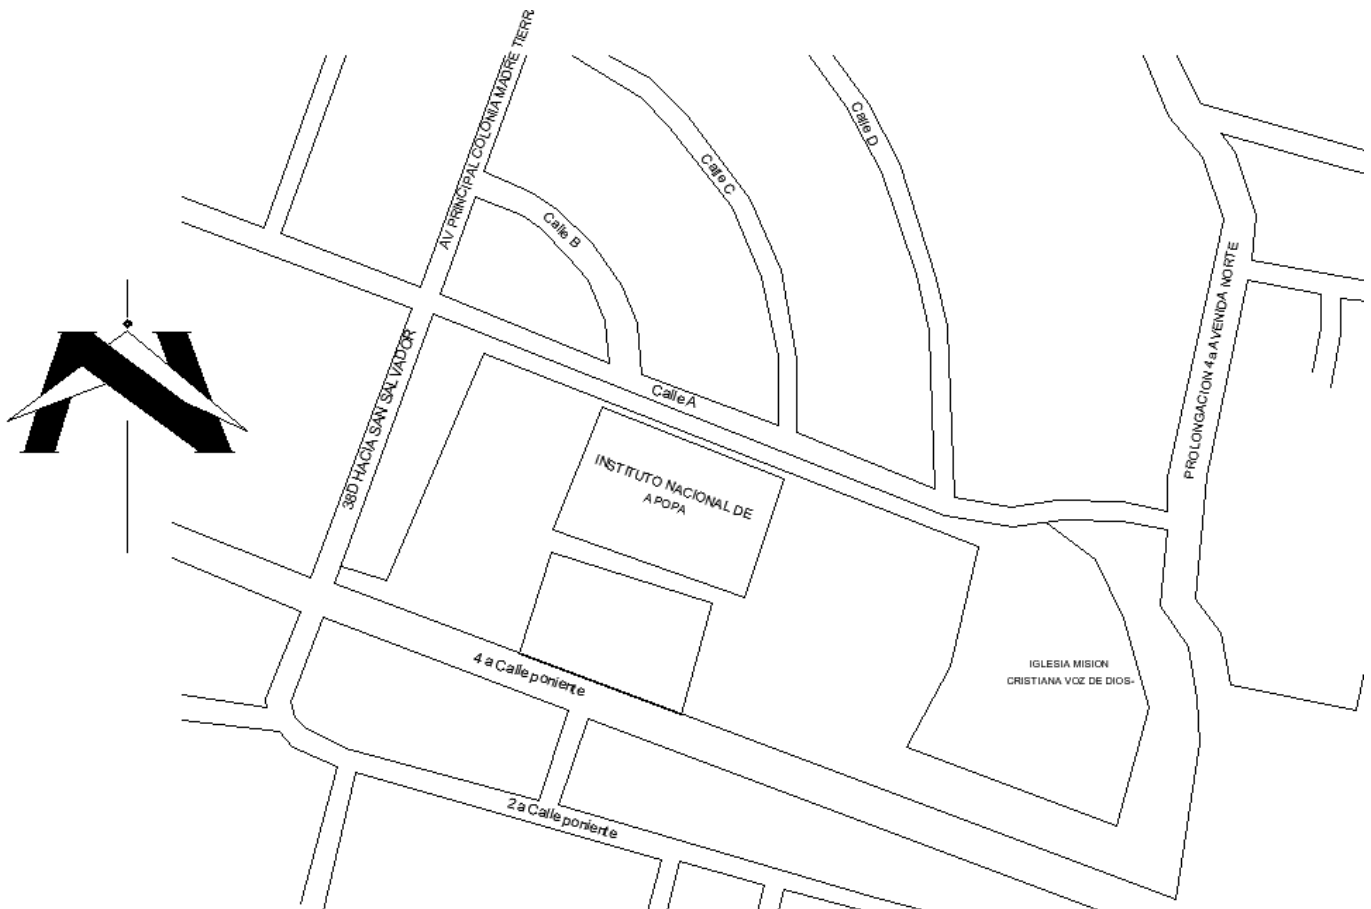 AV PRINCIPAL COLONIA MADRE TIERR
Calle D
Calle C
Calle B
38D HACIA SAN SALVADOR
PROLONGACION 4a AVENIDA NORTE
Calle A
INSTITUTO NACIONAL DE
APOPA
4 a Calle poniente
IGLESIA MISION
CRISTIANA VOZ DE DIOS-
2 a Calle poniente
N